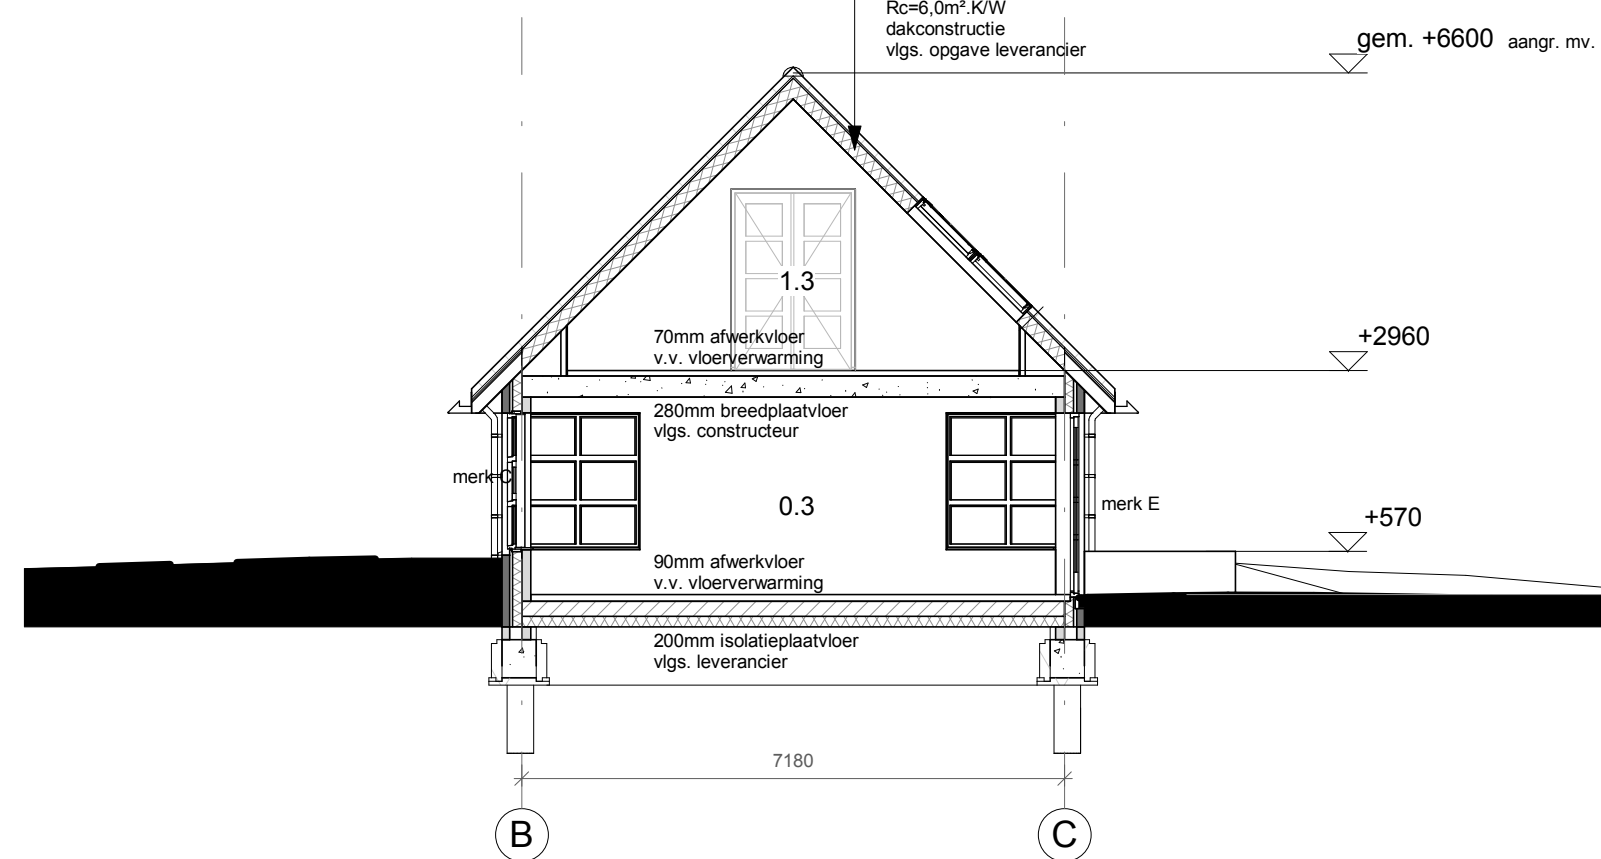 Rc=6,0m².K/W
dakconstructie
vlgs. opgave leverancier
gem. +6600 aangr. mv.
1.3
70mm afwerkvloer
v.v. vloerverwarming
+2960
280mm breedplaatvloer
vlgs. constructeur
merk C
0.3
merk E
+570
90mm afwerkvloer
v.v. vloerverwarming
200mm isolatieplaatvloer
vlgs. leverancier
7180
B
C